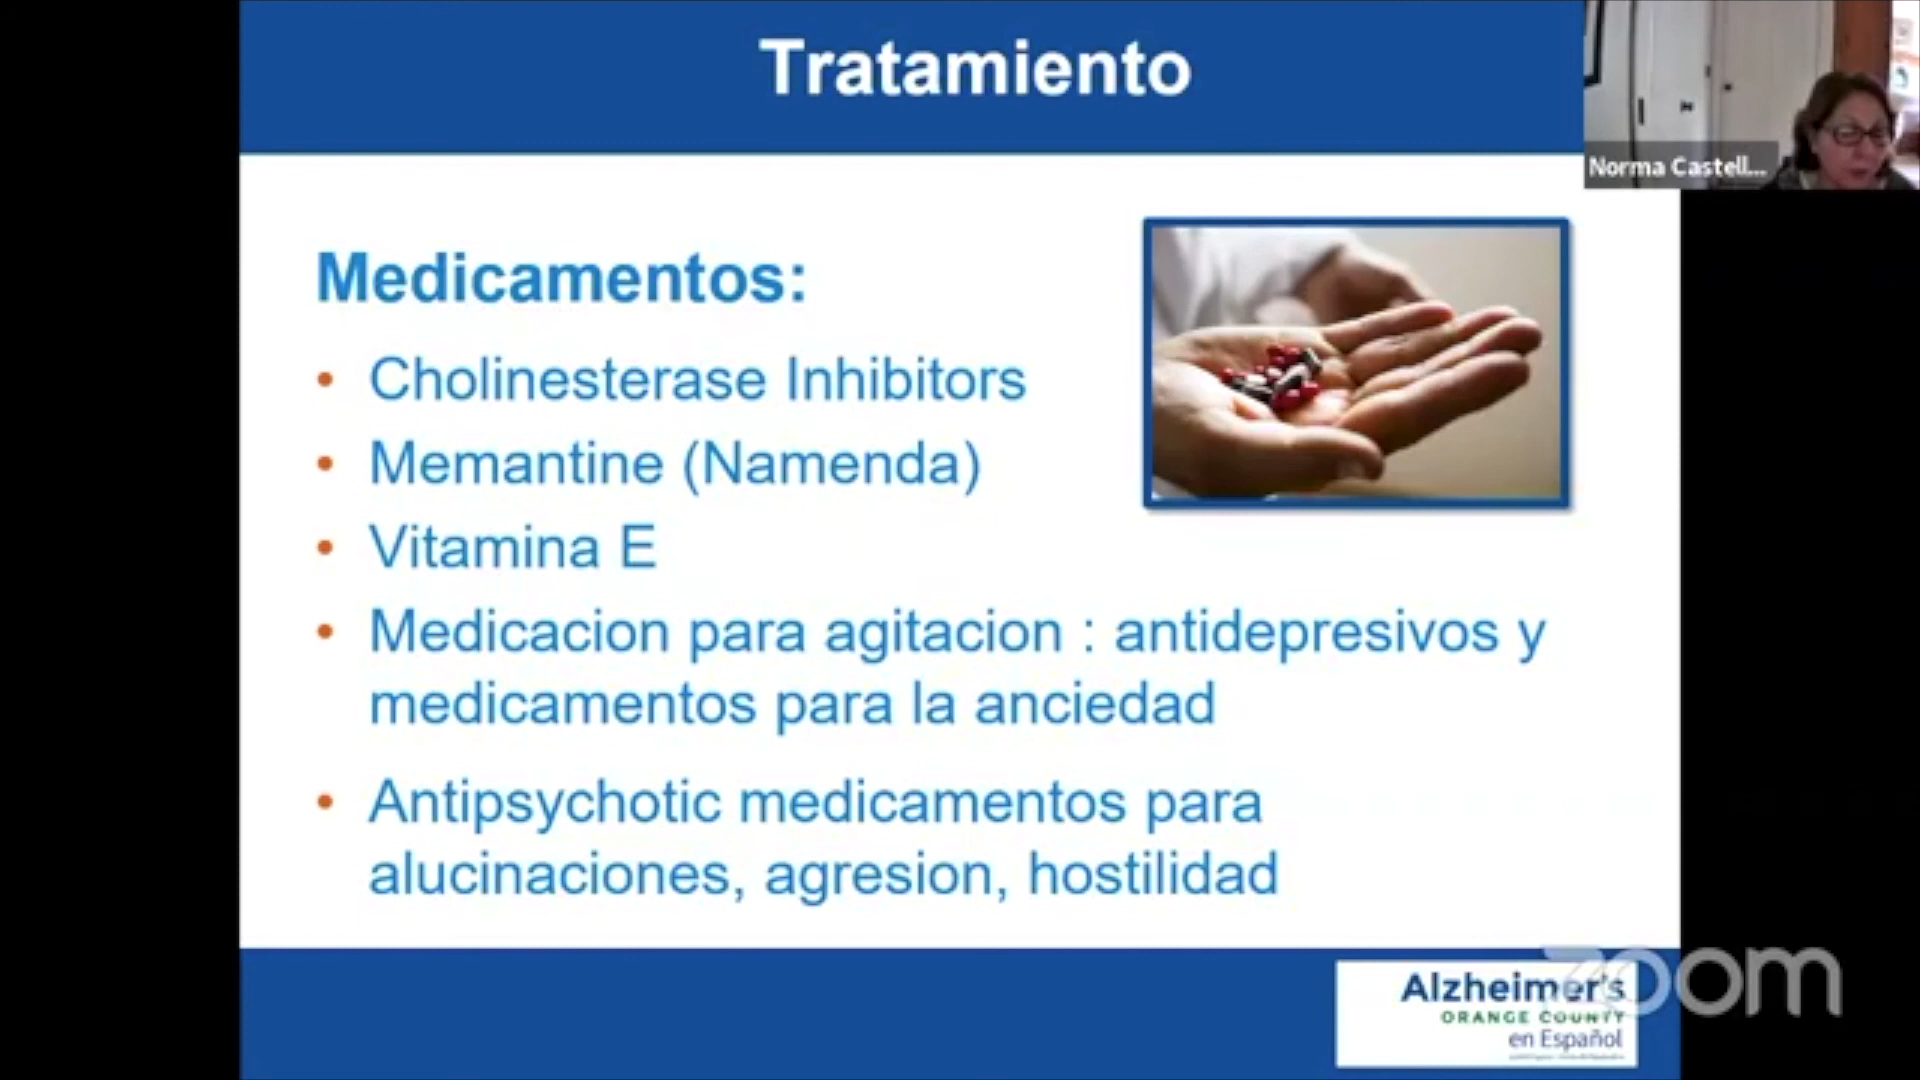 Tratamiento
Norma Castell...
Medicamentos:
• Cholinesterase Inhibitors
• Memantine (Namenda)
• Vitamina E
• Medicacion para agitacion : antidepresivos y
medicamentos para la anciedad
• Antipsychotic medicamentos para
alucinaciones, agresion, hostilidad
zoom
Alzheimer's
ORANGE COUNTY
en Español